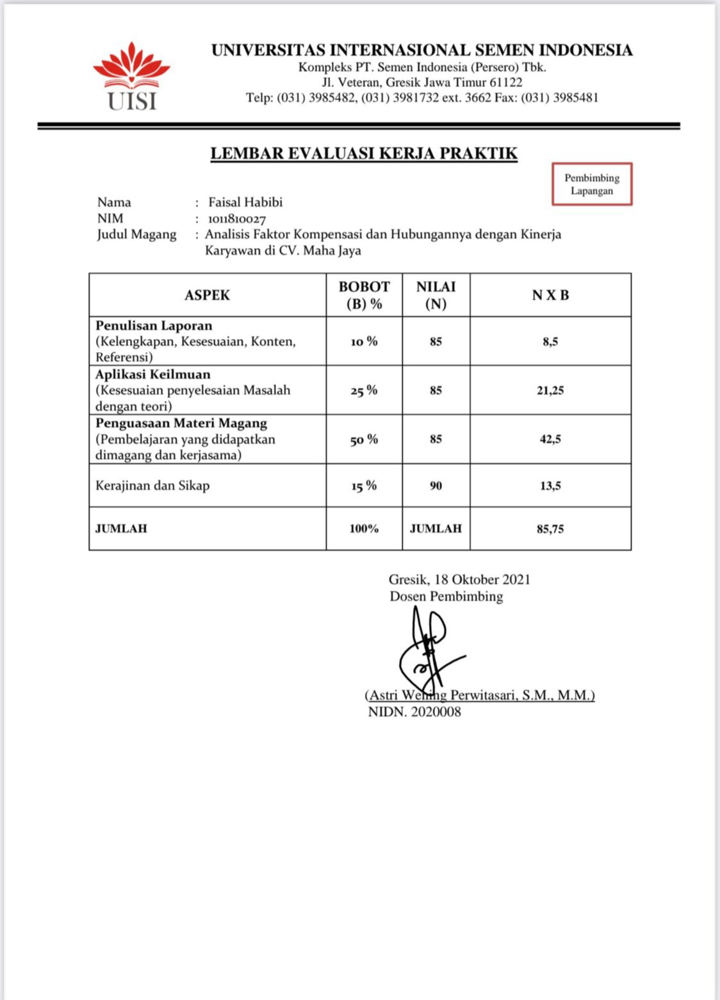 UISI
UNIVERSITAS INTERNASIONAL SEMEN INDONESIA
Kompleks PT. Semen Indonesia (Persero) Tbk.
Jl. Veteran, Gresik Jawa Timur 61122
Telp: (031) 3985482, (031) 3981732 ext. 3662 Fax: (031) 3985481
LEMBAR EVALUASI KERJA PRAKTIK
Pembimbing
Lapangan
Nama : Faisal Habibi
NIM : 1011810027
Judul Magang : Analisis Faktor Kompensasi dan Hubungannya dengan Kinerja
Karyawan di CV. Maha Jaya
ASPEK BOBOT (B) % NILAI (N) N X B
Penulisan Laporan
(Kelengkapan, Kesesuaian, Konten,
Referensi)
10 % 85 8,5
Aplikasi Keilmuan
(Kesesuaian penyelesaian Masalah
dengan teori)
25 % 85 21,25
Penguasaan Materi Magang
(Pembelajaran yang didapatkan
dimagang dan kerjasama)
50 % 85 42,5
Kerajinan dan Sikap 15 % 90 13,5
JUMLAH 100% JUMLAH 85,75
Gresik, 18 Oktober 2021
Dosen Pembimbing
(Astri Wening Perwitasari, S.M., M.M.)
NIDN. 2020008